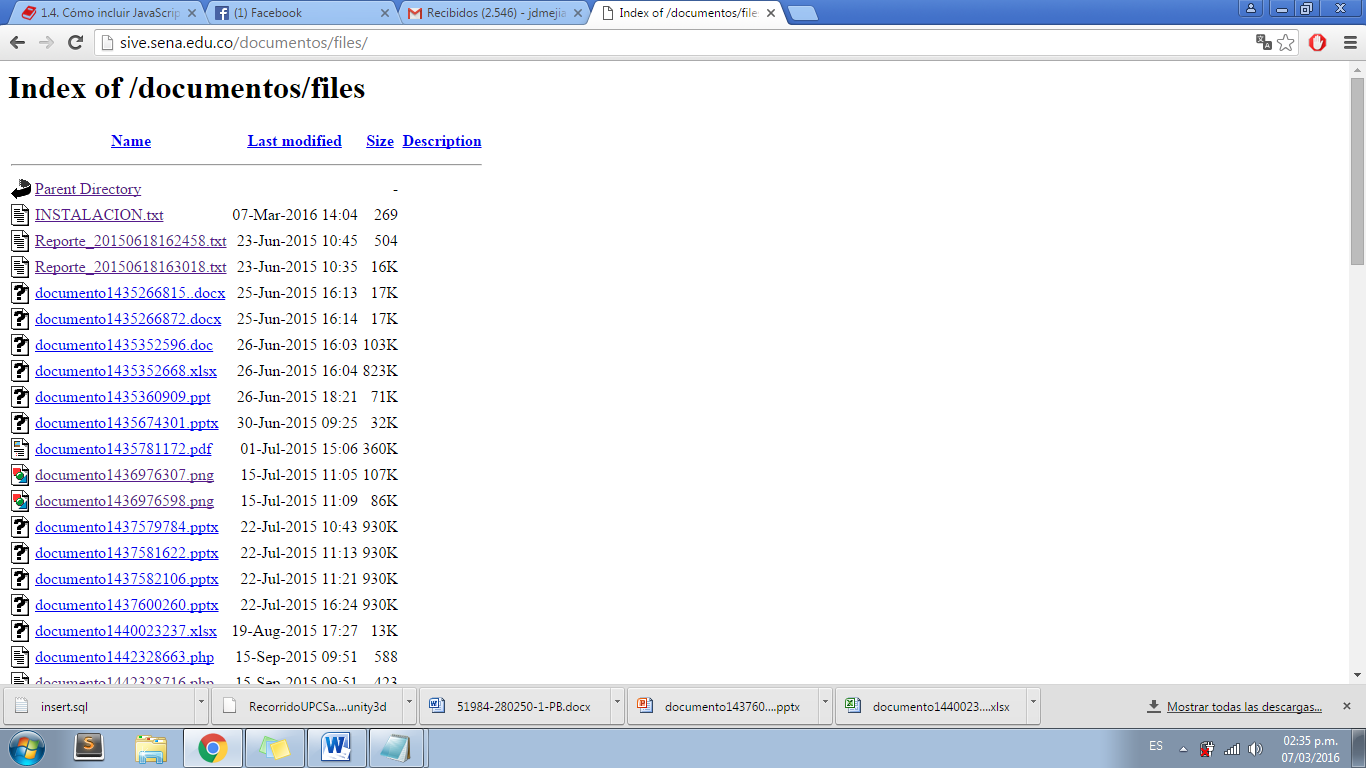 1.4. Cómo incluir JavaScrip
(1) Facebook
Recibidos (2.546) - jdmejia
Index of /documentos/files
sive.sena.edu.co/documentos/files/
Index of /documentos/files
Name Last modified Size Description
Parent Directory -
INSTALACION.txt 07-Mar-2016 14:04 269
Reporte_20150618162458.txt 23-Jun-2015 10:45 504
Reporte_20150618163018.txt 23-Jun-2015 10:35 16K
documento1435266815..docx 25-Jun-2015 16:13 17K
documento1435266872.docx 25-Jun-2015 16:14 17K
documento1435352596.doc 26-Jun-2015 16:03 103K
documento1435352668.xlsx 26-Jun-2015 16:04 823K
documento1435360909.ppt 26-Jun-2015 18:21 71K
documento1435674301.pptx 30-Jun-2015 09:25 32K
documento1435781172.pdf 01-Jul-2015 15:06 360K
documento1436976307.png 15-Jul-2015 11:05 107K
documento1436976598.png 15-Jul-2015 11:09 86K
documento1437579784.pptx 22-Jul-2015 10:43 930K
documento1437581622.pptx 22-Jul-2015 11:13 930K
documento1437582106.pptx 22-Jul-2015 11:21 930K
documento1437600260.pptx 22-Jul-2015 16:24 930K
documento1440023237.xlsx 19-Aug-2015 17:27 13K
documento1442328663.php 15-Sep-2015 09:51 588
documento1442328716.php 15-Sep-2015 09:51 423
insert.sql
RecorridoUPCSa....unity3d
51984-280250-1-PB.docx
documento143760....pptx
documento1440023....xlsx
Mostrar todas las descargas...
ES
02:35 p.m.
07/03/2016